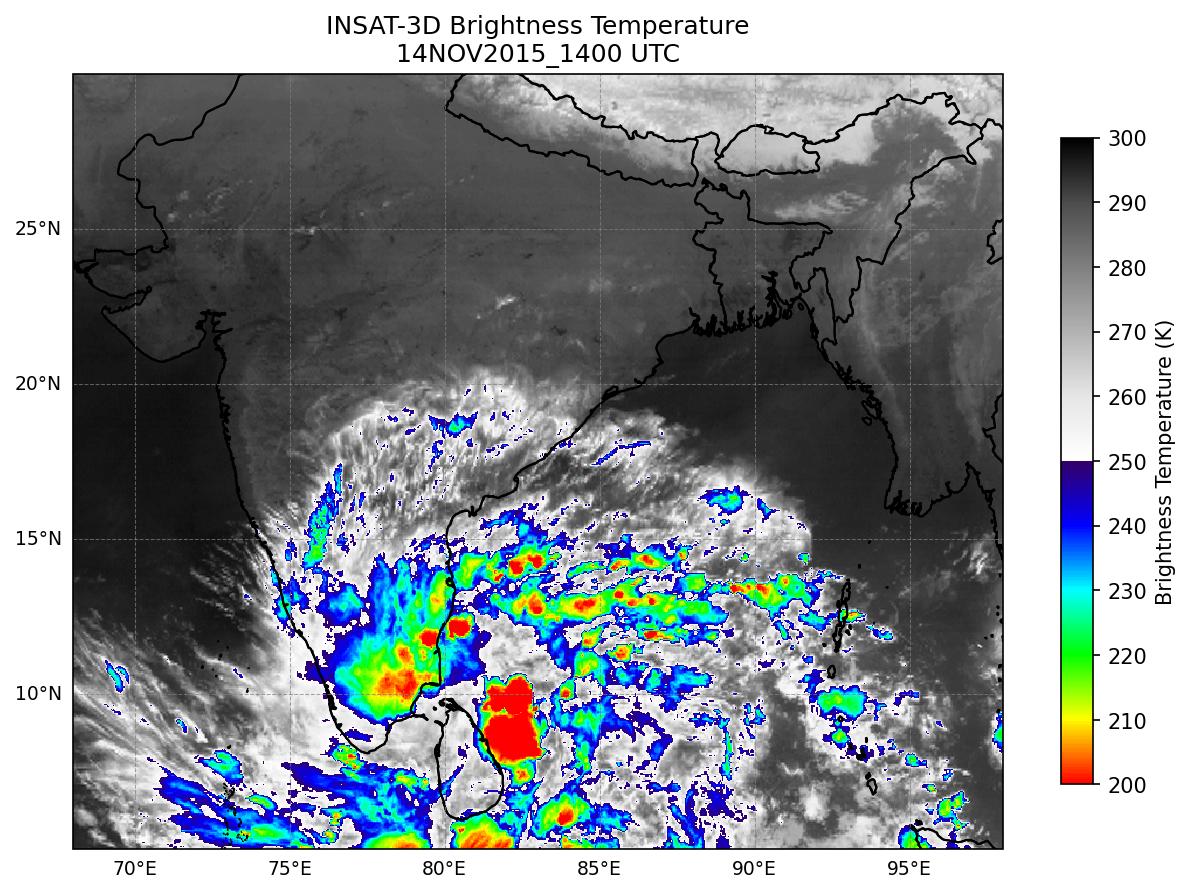 INSAT-3D Brightness Temperature
14NOV2015_1400 UTC
25°N
20°N
15°N
10°N
70°E
75°E
80°E
85°E
90°E
95°E
300
290
280
270
260
250
240
230
220
210
200
Brightness Temperature (K)